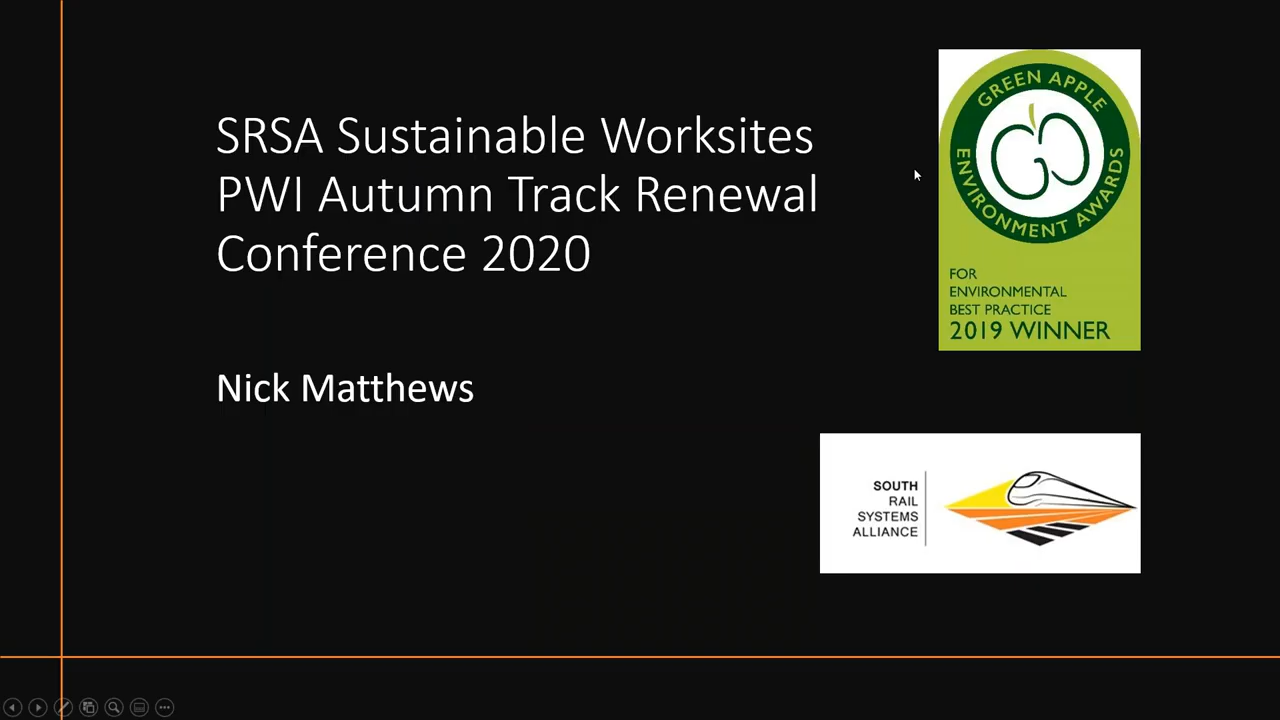 SRSA Sustainable Worksites
PWI Autumn Track Renewal
Conference 2020
Nick Matthews
GREEN APPLE
ENVIRONMENT AWARDS
FOR
ENVIRONMENTAL
BEST PRACTICE
2019 WINNER
SOUTH
RAIL
SYSTEMS
ALLIANCE